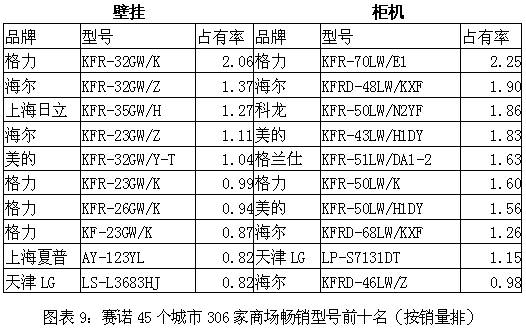 壁挂 柜机
品牌 型号 占有率 品牌 型号 占有率
格力 KFR-32GW/K 2.06 格力 KFR-70LW/E1 2.25
海尔 KFR-32GW/Z 1.37 海尔 KFRD-48LW/KXF 1.90
上海日立 KFR-35GW/H 1.27 科龙 KFR-50LW/N2YF 1.86
海尔 KFR-23GW/Z 1.11 美的 KFR-43LW/H1DY 1.83
美的 KFR-32GW/Y-T 1.04 格兰仕 KFR-51LW/DA1-2 1.63
格力 KFR-23GW/K 0.99 格力 KFR-50LW/K 1.60
格力 KFR-26GW/K 0.94 美的 KFR-50LW/H1DY 1.56
格力 KF-23GW/K 0.87 海尔 KFRD-68LW/KXF 1.26
上海夏普 AY-123YL 0.82 天津LG LP-S7131DT 1.15
天津LG LS-L3683HJ 0.82 海尔 KFRD-46LW/Z 0.98
图表 9：赛诺 45 个城市 306 家商场畅销型号前十名（按销量排）